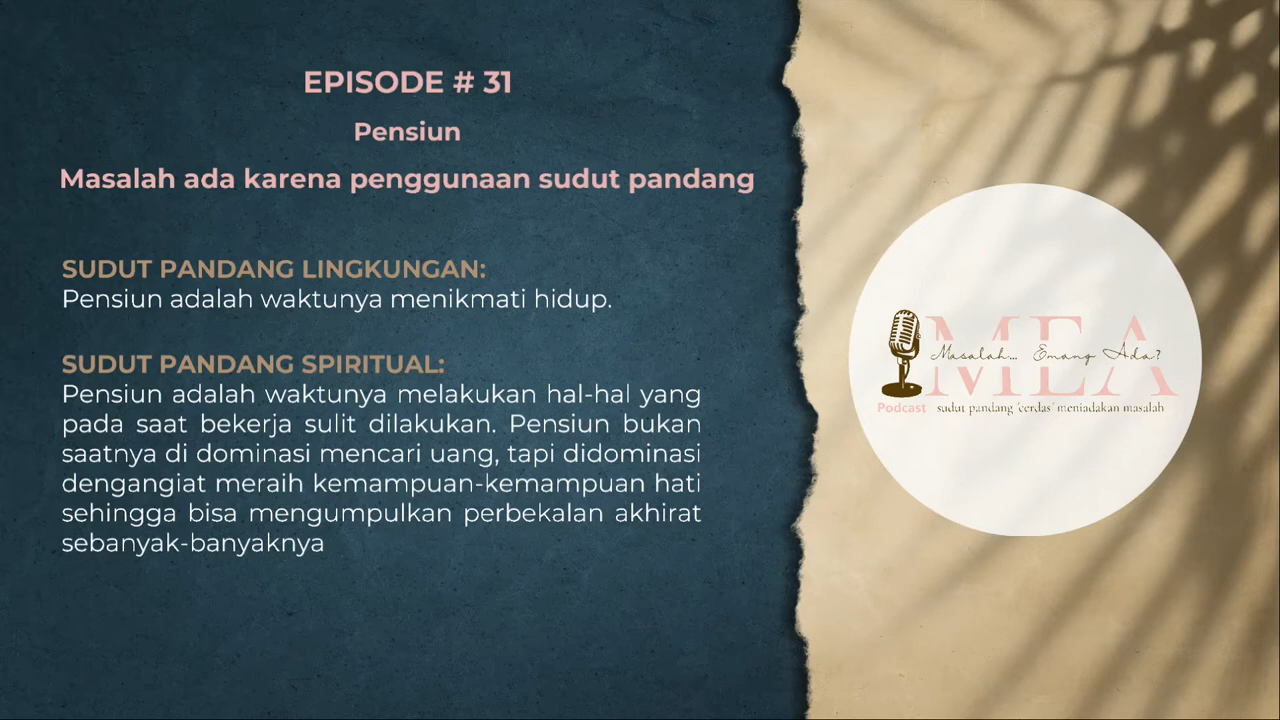 EPISODE # 31
Pensiun
Masalah ada karena penggunaan sudut pandang
SUDUT PANDANG LINGKUNGAN:
Pensiun adalah waktunya menikmati hidup.
SUDUT PANDANG SPIRITUAL:
Pensiun adalah waktunya melakukan hal-hal yang
pada saat bekerja sulit dilakukan. Pensiun bukan
saatnya di dominasi mencari uang, tapi didominasi
dengangiat meraih kemampuan-kemampuan hati
sehingga bisa mengumpulkan perbekalan akhirat
sebanyak-banyaknya
MEA
Masalah... Emang Ada?
Podcast sudut pandang 'cerdas' meniadakan masalah